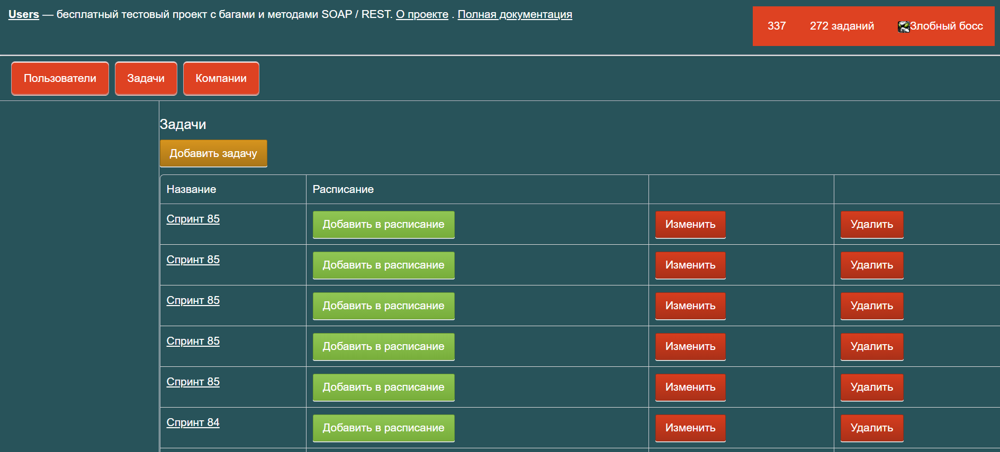 Users — бесплатный тестовый проект с багами и методами SOAP / REST. О проекте . Полная документация
337 272 заданий Злобный босс
Пользователи Задачи Компании
Задачи
Добавить задачу
Название Расписание
Спринт 85 Добавить в расписание Изменить Удалить
Спринт 85 Добавить в расписание Изменить Удалить
Спринт 85 Добавить в расписание Изменить Удалить
Спринт 85 Добавить в расписание Изменить Удалить
Спринт 85 Добавить в расписание Изменить Удалить
Спринт 84 Добавить в расписание Изменить Удалить